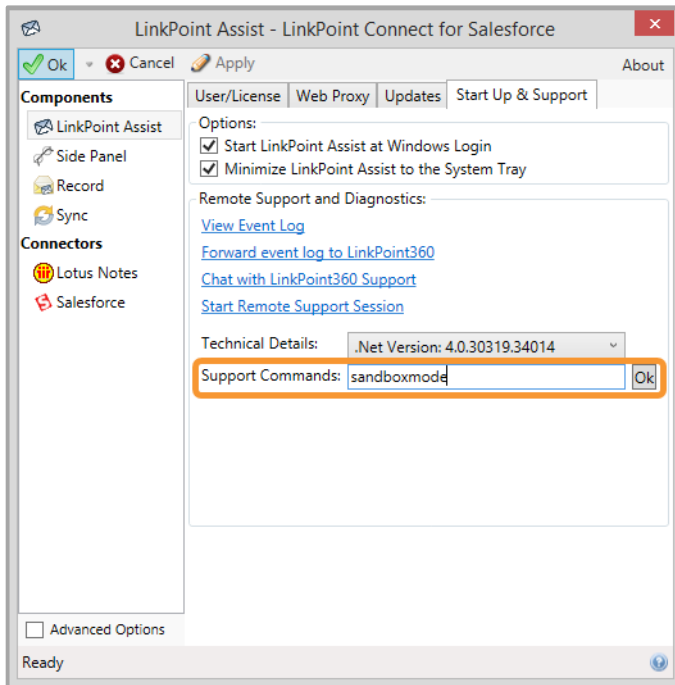 LinkPoint Assist - LinkPoint Connect for Salesforce
Ok Cancel Apply About
Components
LinkPoint Assist
Side Panel
Record
Sync
Connectors
Lotus Notes
Salesforce
User/License Web Proxy Updates Start Up & Support
Options:
Start LinkPoint Assist at Windows Login
Minimize LinkPoint Assist to the System Tray
Remote Support and Diagnostics:
View Event Log
Forward event log to LinkPoint360
Chat with LinkPoint360 Support
Start Remote Support Session
Technical Details: .Net Version: 4.0.30319.34014
Support Commands: sandboxmode Ok
Advanced Options
Ready